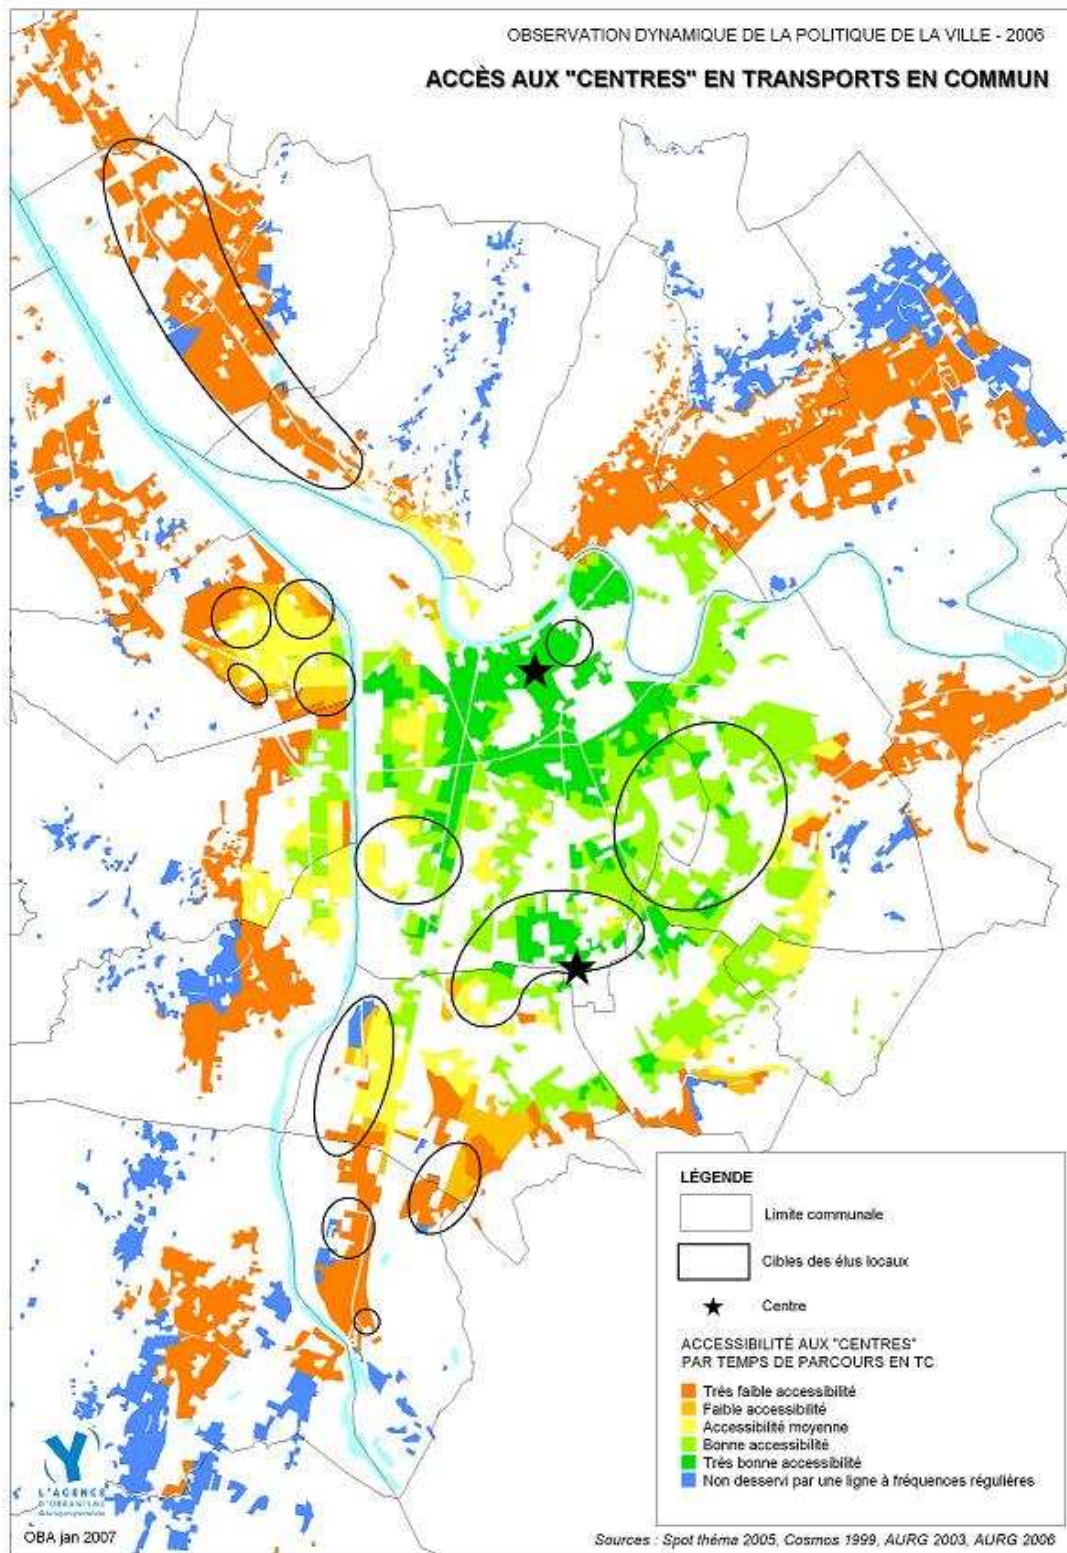 OBSERVATION DYNAMIQUE DE LA POLITIQUE DE LA VILLE - 2006
ACCÈS AUX "CENTRES" EN TRANSPORTS EN COMMUN
LÉGENDE
Limite communale
Cibles des élus locaux
Centre
ACCESSIBILITÉ AUX "CENTRES"
PAR TEMPS DE PARCOURS EN TC
Très faible accessibilité
Faible accessibilité
Accessibilité moyenne
Bonne accessibilité
Très bonne accessibilité
Non desservi par une ligne à fréquences régulières
L'AGENCE
D'URBANISME
OBA jan 2007
Sources : Spot théma 2005, Cosmos 1999, AURG 2003, AURG 2006